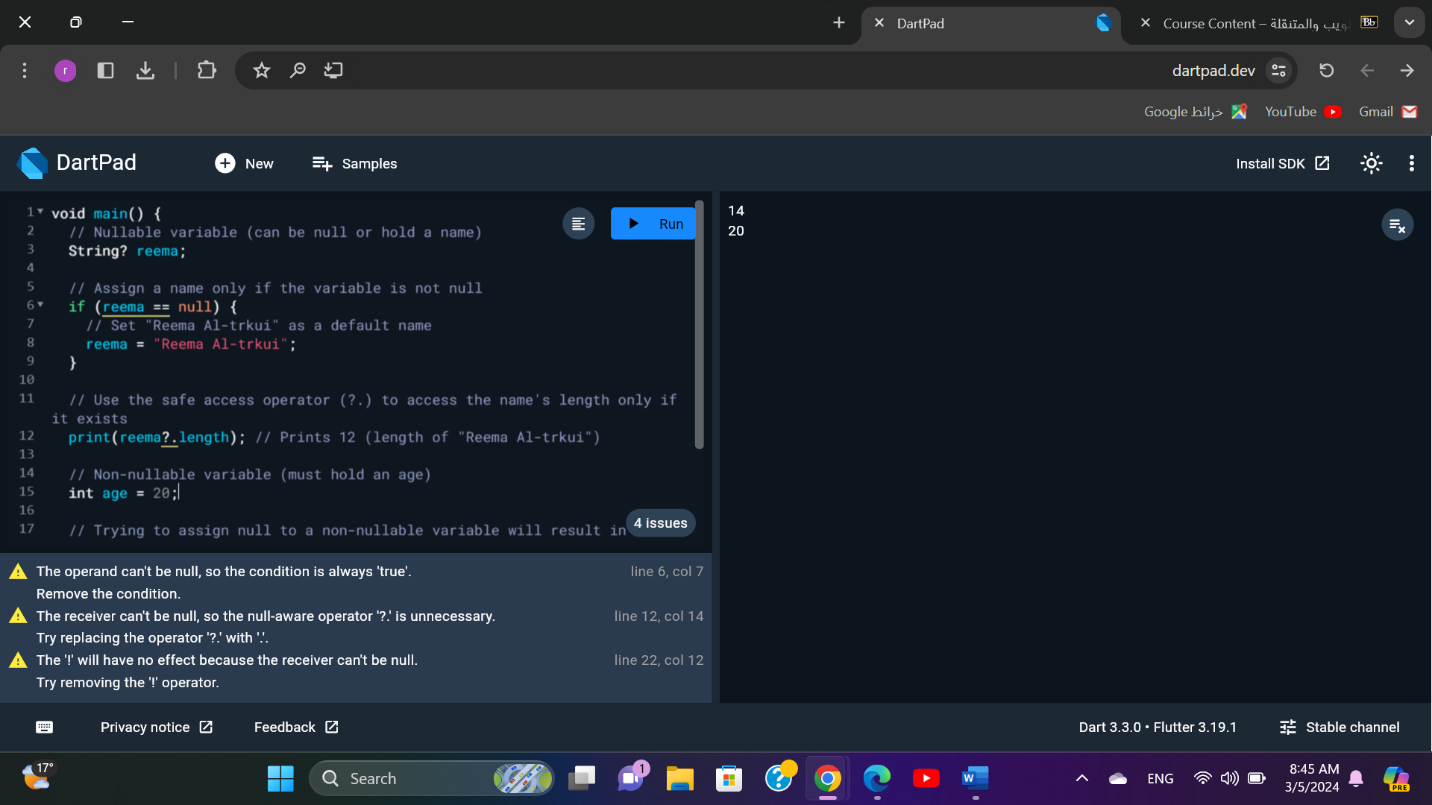 DartPad
Course Content – ويب والمتنقلة
Bb
r
dartpad.dev
خرائط Google
YouTube
Gmail
DartPad
New
Samples
Install SDK
1 void main() {
2 // Nullable variable (can be null or hold a name)
3 String? reema;
4
5 // Assign a name only if the variable is not null
6 if (reema == null) {
7 // Set "Reema Al-trkui" as a default name
8 reema = "Reema Al-trkui";
9 }
10
11 // Use the safe access operator (?.) to access the name's length only if
it exists
12 print(reema?.length); // Prints 12 (length of "Reema Al-trkui")
13
14 // Non-nullable variable (must hold an age)
15 int age = 20;
16
17 // Trying to assign null to a non-nullable variable will result in
Run
4 issues
14
20
The operand can't be null, so the condition is always 'true'.
line 6, col 7
Remove the condition.
The receiver can't be null, so the null-aware operator '?.' is unnecessary.
line 12, col 14
Try replacing the operator '?.' with '.'.
The '!' will have no effect because the receiver can't be null.
line 22, col 12
Try removing the '!' operator.
Privacy notice
Feedback
Dart 3.3.0 • Flutter 3.19.1
Stable channel
17°
Search
1
W
ENG
8:45 AM
3/5/2024
PRE